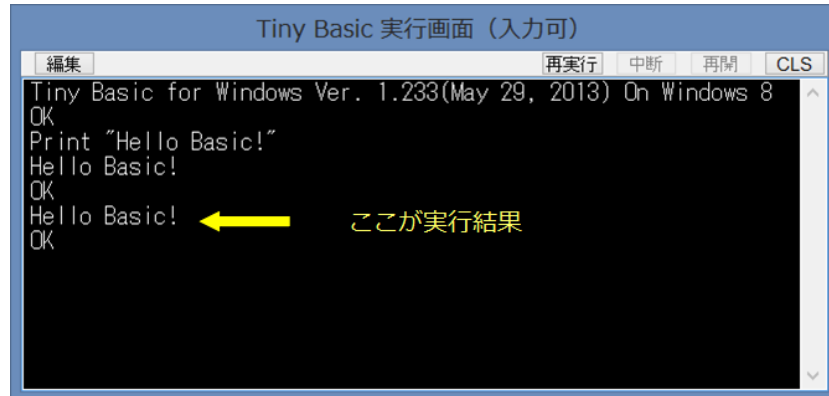 Tiny Basic 実行画面（入力可）
編集 再実行 中断 再開 CLS
Tiny Basic for Windows Ver. 1.233(May 29, 2013) On Windows 8
OK
Print "Hello Basic!"
Hello Basic!
OK
Hello Basic! ここが実行結果
OK